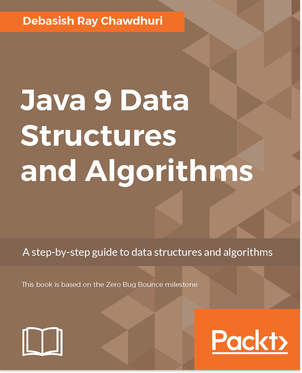 Debasish Ray Chawdhuri
Java 9 Data
Structures
and Algorithms
A step-by-step guide to data structures and algorithms
This book is based on the Zero Bug Bounce milestone
Packt>